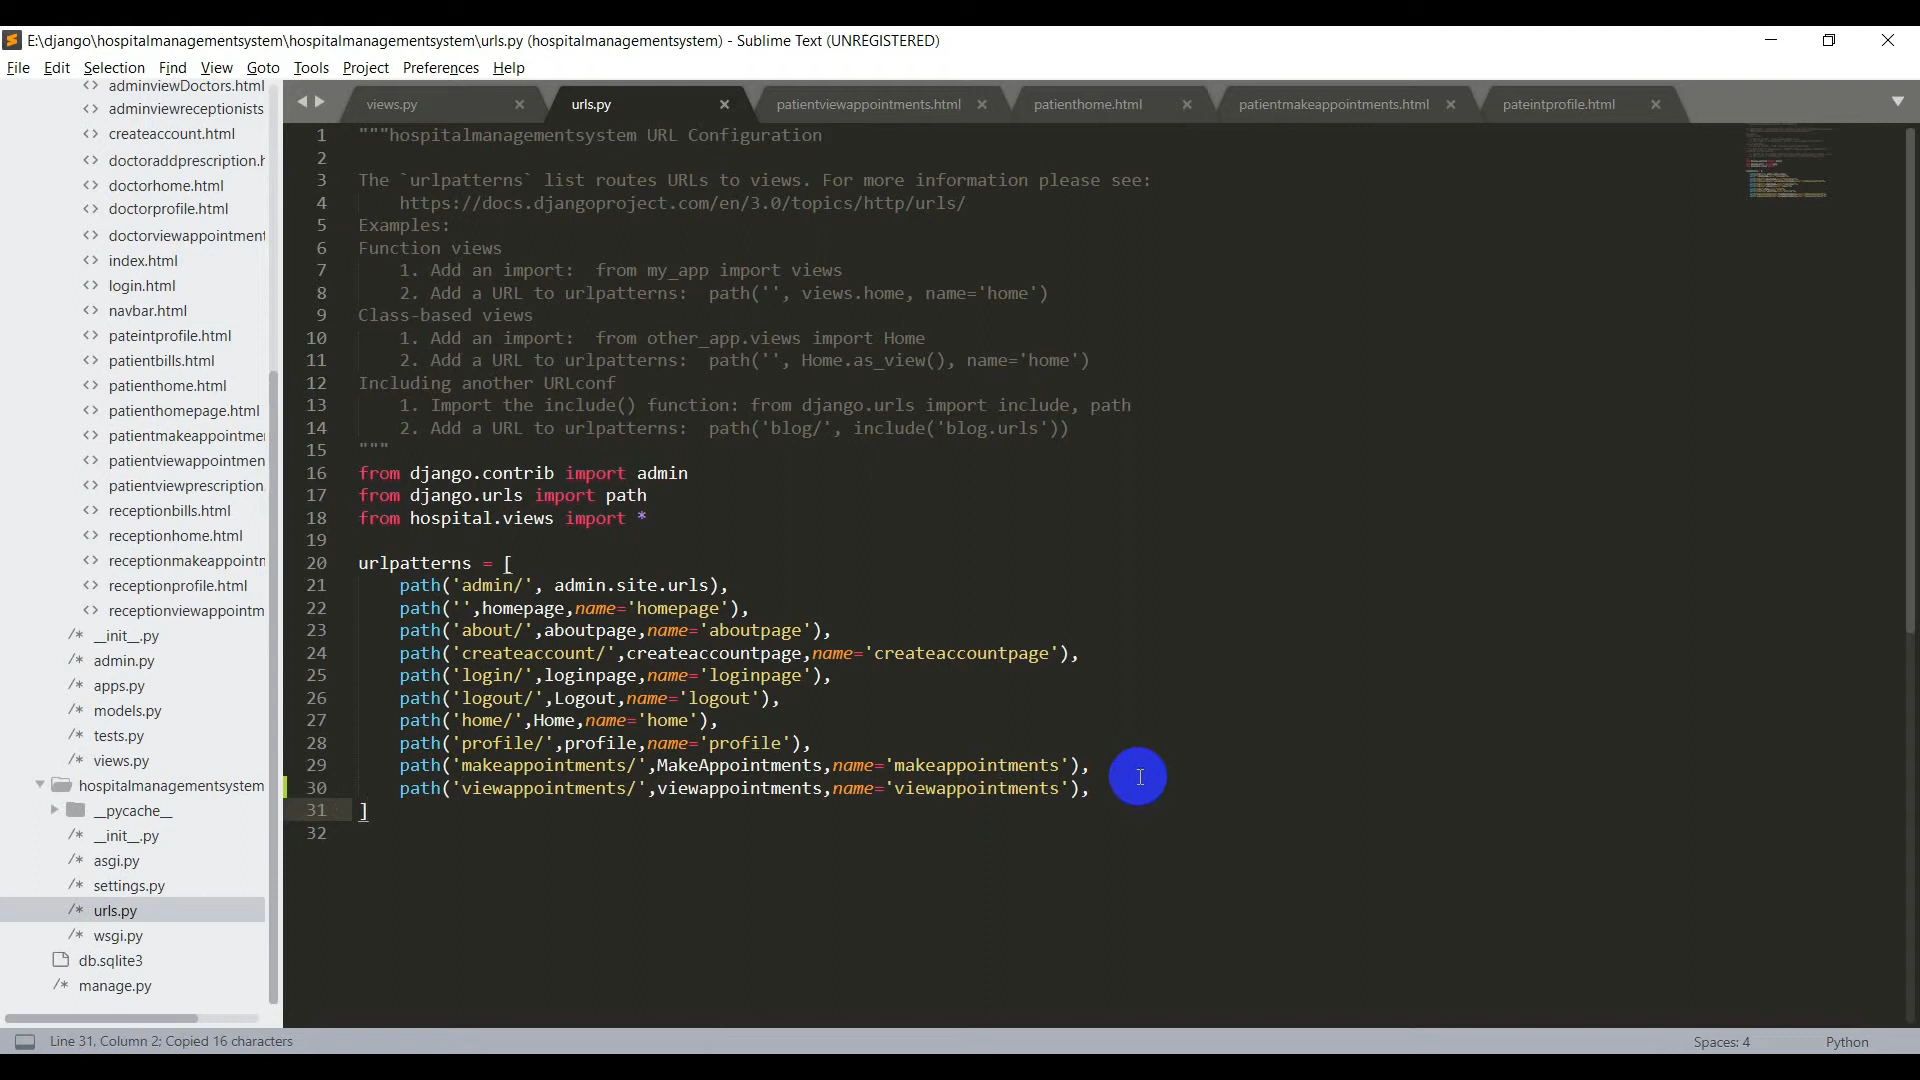 E:\django\hospitalmanagementsystem\hospitalmanagementsystem\urls.py (hospitalmanagementsystem) - Sublime Text (UNREGISTERED)
File Edit Selection Find View Goto Tools Project Preferences Help
views.py urls.py patientviewappointments.html patienthome.html patientmakeappointments.html pateintprofile.html
adminviewDoctors.html
adminviewreceptionists
createaccount.html
doctoraddprescription.h
doctorhome.html
doctorprofile.html
doctorviewappointment
index.html
login.html
navbar.html
pateintprofile.html
patientbills.html
patienthome.html
patienthomepage.html
patientmakeappointme
patientviewappointmen
patientviewprescription
receptionbills.html
receptionhome.html
receptionmakeappointn
receptionprofile.html
receptionviewappointm
/* __init__.py
/* admin.py
/* apps.py
/* models.py
/* tests.py
/* views.py
hospitalmanagementsystem
__pycache__
/* __init__.py
/* asgi.py
/* settings.py
/* urls.py
/* wsgi.py
db.sqlite3
/* manage.py
1 """hospitalmanagementsystem URL Configuration
2
3 The `urlpatterns` list routes URLs to views. For more information please see:
4     https://docs.djangoproject.com/en/3.0/topics/http/urls/
5 Examples:
6 Function views
7     1. Add an import:  from my_app import views
8     2. Add a URL to urlpatterns:  path('', views.home, name='home')
9 Class-based views
10     1. Add an import:  from other_app.views import Home
11     2. Add a URL to urlpatterns:  path('', Home.as_view(), name='home')
12 Including another URLconf
13     1. Import the include() function: from django.urls import include, path
14     2. Add a URL to urlpatterns:  path('blog/', include('blog.urls'))
15 """
16 from django.contrib import admin
17 from django.urls import path
18 from hospital.views import *
19
20 urlpatterns = [
21     path('admin/', admin.site.urls),
22     path('',homepage,name='homepage'),
23     path('about/',aboutpage,name='aboutpage'),
24     path('createaccount/',createaccountpage,name='createaccountpage'),
25     path('login/',loginpage,name='loginpage'),
26     path('logout/',Logout,name='logout'),
27     path('home/',Home,name='home'),
28     path('profile/',profile,name='profile'),
29     path('makeappointments/',MakeAppointments,name='makeappointments'),
30     path('viewappointments/',viewappointments,name='viewappointments'),
31 ]
32
Line 31, Column 2; Copied 16 characters
Spaces: 4 Python